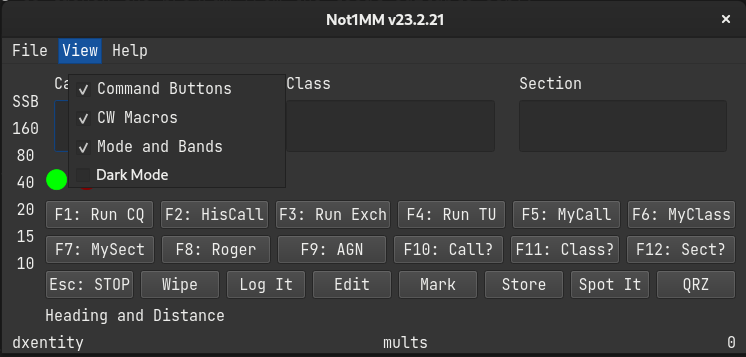 Not1MM v23.2.21
File View Help
Ca Class Section
Command Buttons
CW Macros
Mode and Bands
Dark Mode
SSB
160
80
40
20
15
10
F1: Run CQ F2: HisCall F3: Run Exch F4: Run TU F5: MyCall F6: MyClass
F7: MySect F8: Roger F9: AGN F10: Call? F11: Class? F12: Sect?
Esc: STOP Wipe Log It Edit Mark Store Spot It QRZ
Heading and Distance
dxentity mults 0